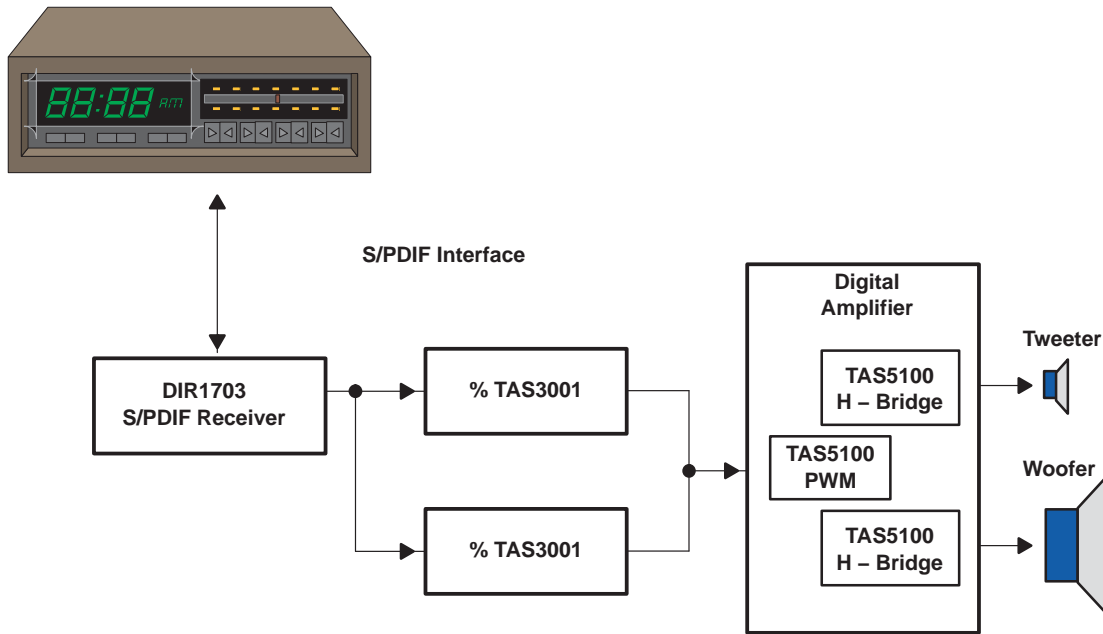 88:88 AM
S/PDIF Interface
DIR1703
S/PDIF Receiver
% TAS3001
% TAS3001
Digital
Amplifier
TAS5100
H – Bridge
TAS5100
PWM
TAS5100
H – Bridge
Tweeter
Woofer